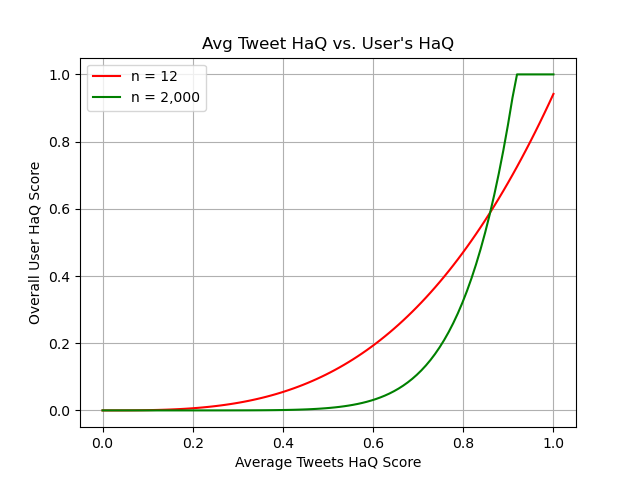 Avg Tweet HaQ vs. User's HaQ
n = 12
n = 2,000
Overall User HaQ Score
1.0
0.8
0.6
0.4
0.2
0.0
0.0 0.2 0.4 0.6 0.8 1.0
Average Tweets HaQ Score